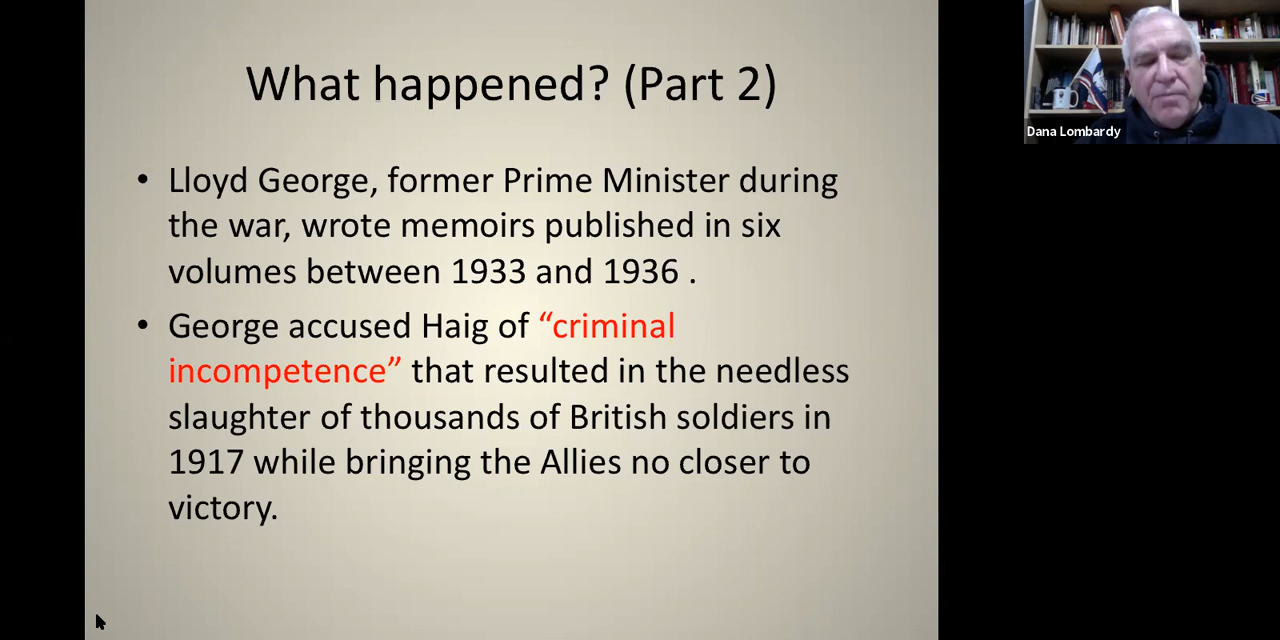 What happened? (Part 2)
• Lloyd George, former Prime Minister during
the war, wrote memoirs published in six
volumes between 1933 and 1936 .
• George accused Haig of “criminal
incompetence” that resulted in the needless
slaughter of thousands of British soldiers in
1917 while bringing the Allies no closer to
victory.
Dana Lombardy